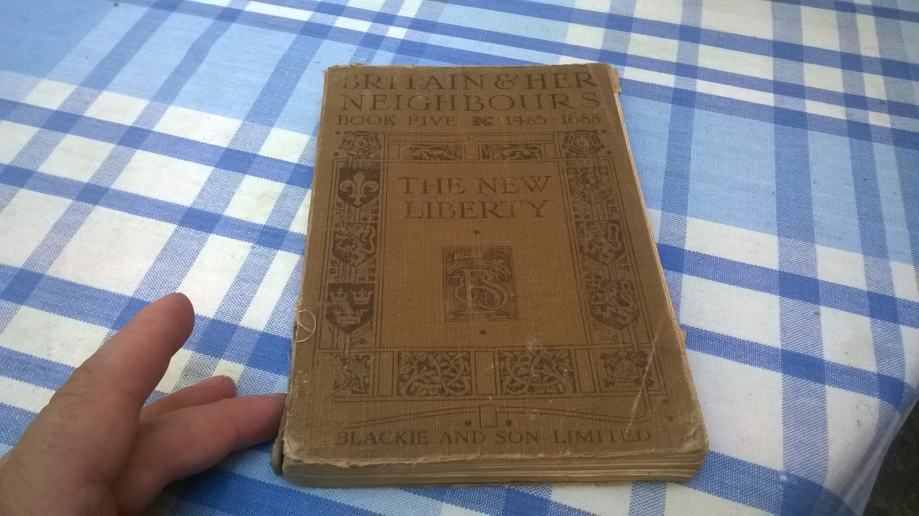 BRITAIN & HER
NEIGHBOURS
BOOK FIVE 1485-1688
THE NEW
LIBERTY
BLACKIE AND SON LIMITED